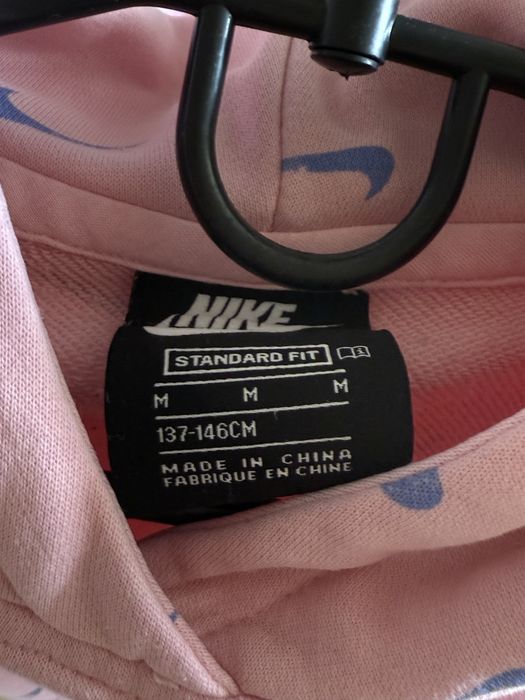 NIKE
STANDARD FIT
M M M
137-146CM
MADE IN CHINA
FABRIQUE EN CHINE